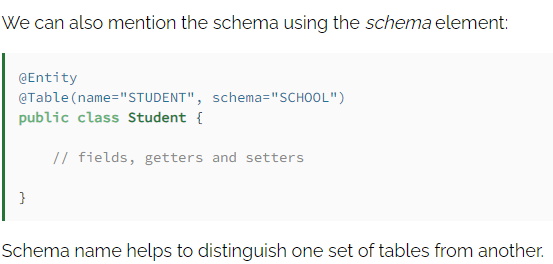 We can also mention the schema using the schema element:
@Entity
@Table(name="STUDENT", schema="SCHOOL")
public class Student {
// fields, getters and setters
}
Schema name helps to distinguish one set of tables from another.